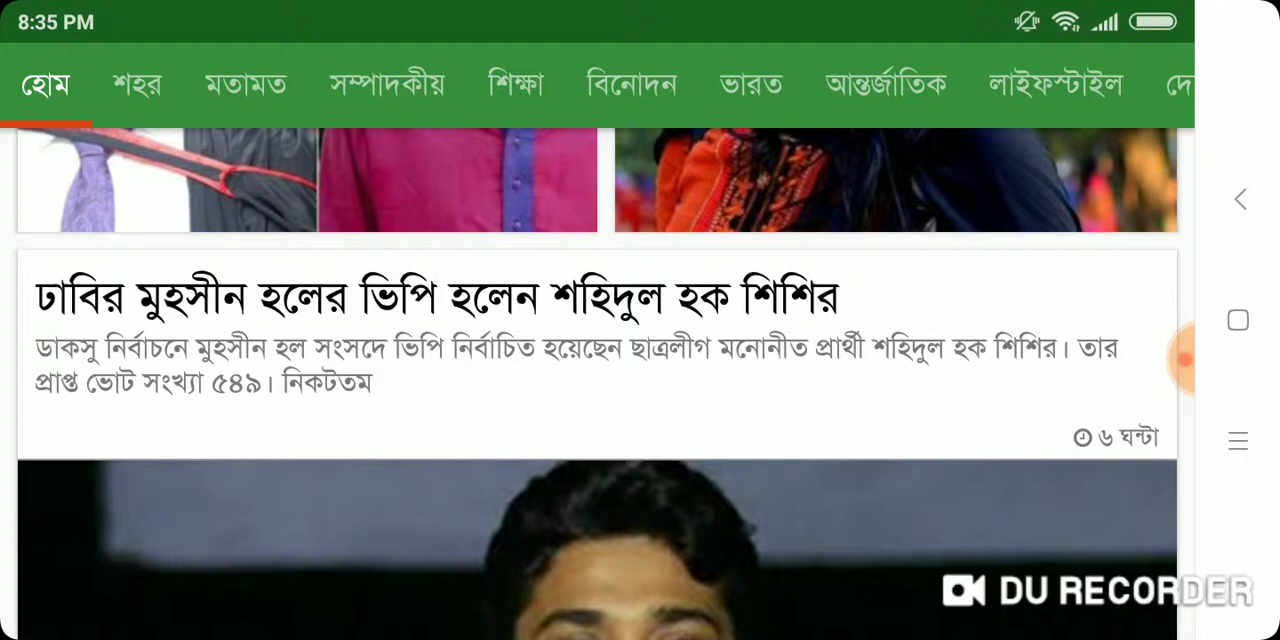 8:35 PM
হোম শহর মতামত সম্পাদকীয় শিক্ষা বিনোদন ভারত আন্তর্জাতিক লাইফস্টাইল দে
ঢাবির মুহসীন হলের ভিপি হলেন শহিদুল হক শিশির
ডাকসু নির্বাচনে মুহসীন হল সংসদে ভিপি নির্বাচিত হয়েছেন ছাত্রলীগ মনোনীত প্রার্থী শহিদুল হক শিশির। তার
প্রাপ্ত ভোট সংখ্যা ৫৪৯। নিকটতম
৬ ঘন্টা
DU RECORDER